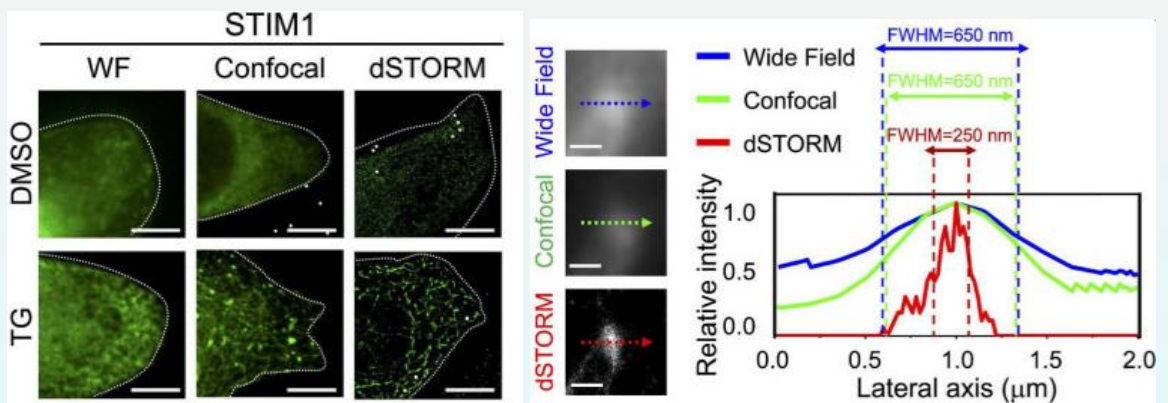 STIM1
WF Confocal dSTORM
DMSO
TG
Wide Field
Confocal
dSTORM
Wide Field
Confocal
dSTORM
FWHM=650 nm
FWHM=650 nm
FWHM=250 nm
Relative intensity
1.0
0.5
0.0
0.0 0.5 1.0 1.5 2.0
Lateral axis (μm)